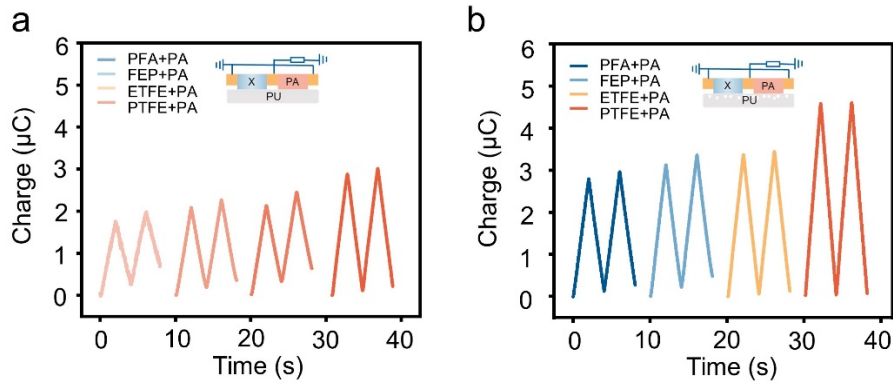 a
Charge (μC)
6
5
4
3
2
1
0
PFA+PA
FEP+PA
ETFE+PA
PTFE+PA
X
PA
PU
0 10 20 30 40
Time (s)
b
Charge (μC)
6
5
4
3
2
1
0
PFA+PA
FEP+PA
ETFE+PA
PTFE+PA
X
PA
PU
0 10 20 30 40
Time (s)